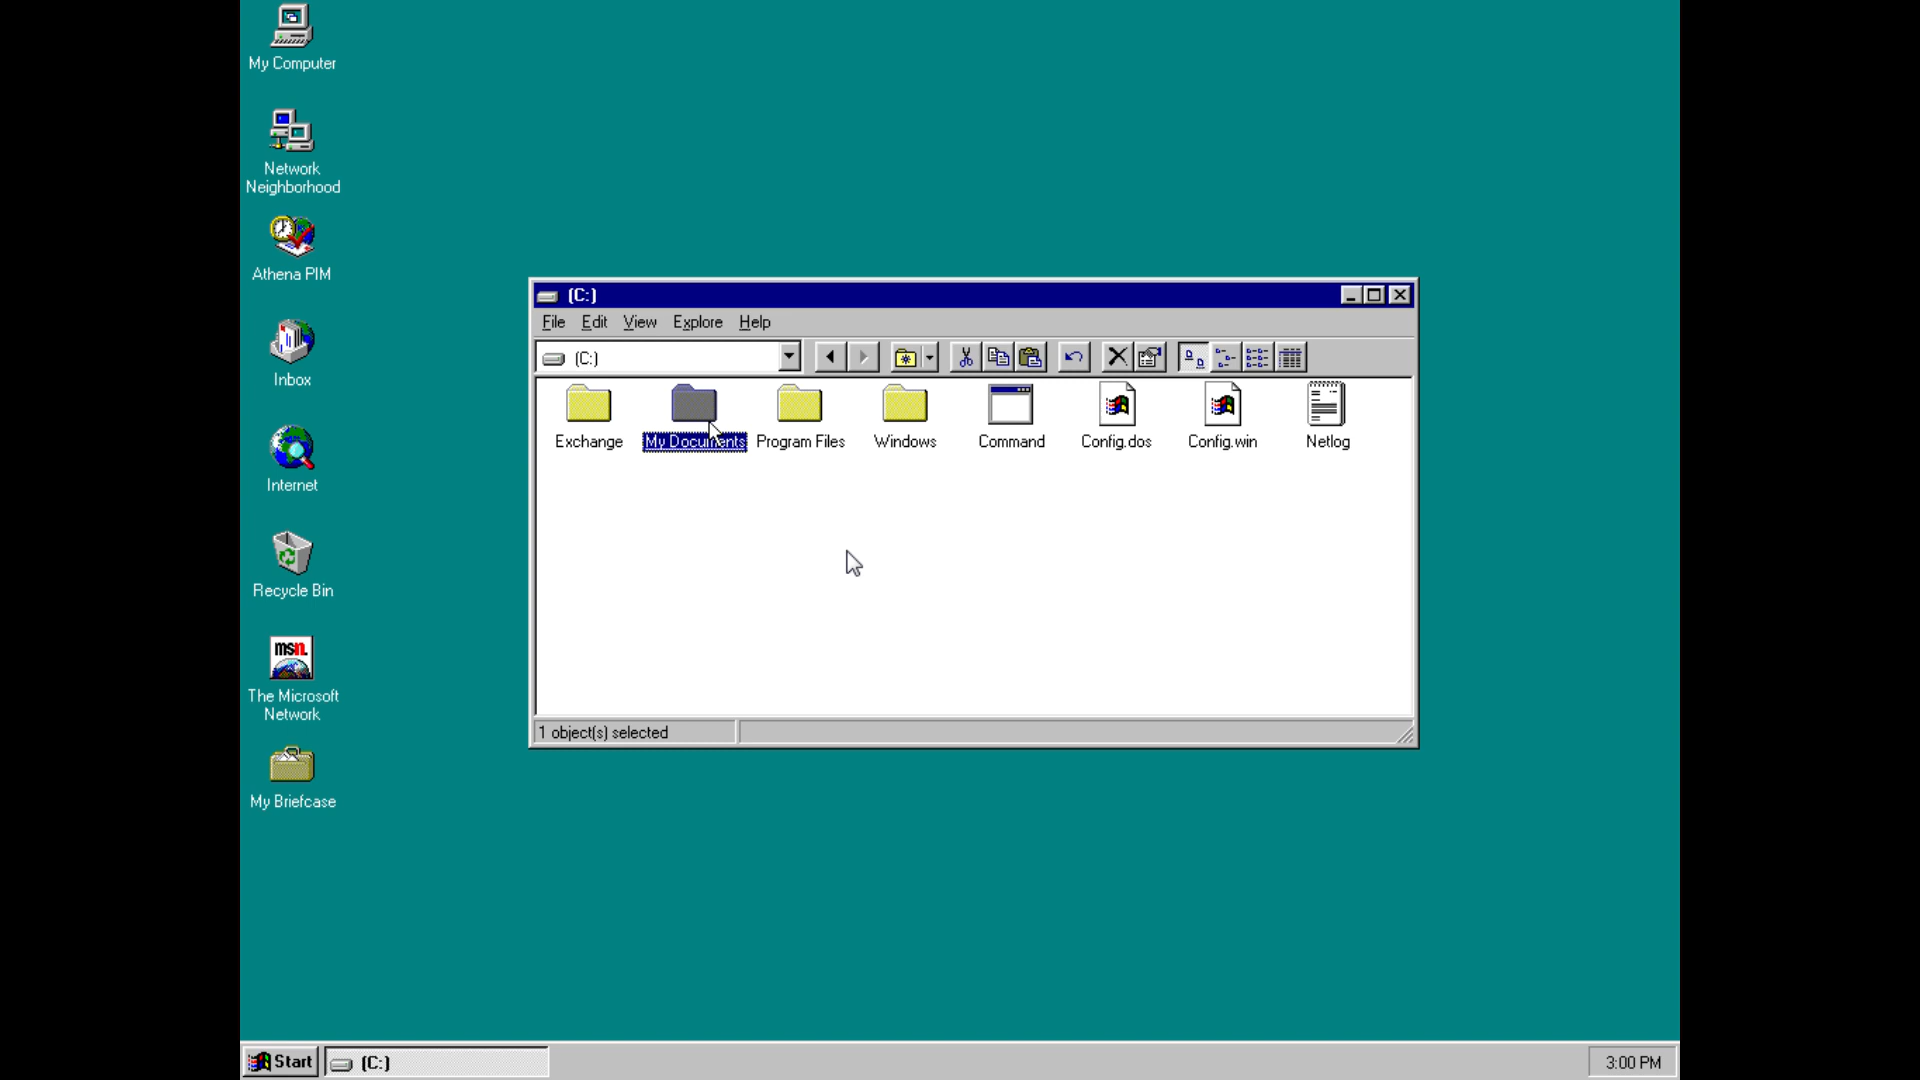 My Computer
Network
Neighborhood
Athena PIM
Inbox
Internet
Recycle Bin
msn.
The Microsoft
Network
My Briefcase
(C:)
File Edit View Explore Help
(C:)
Exchange My Documents Program Files Windows Command Config.dos Config.win Netlog
1 object(s) selected
Start (C:) 3:00 PM